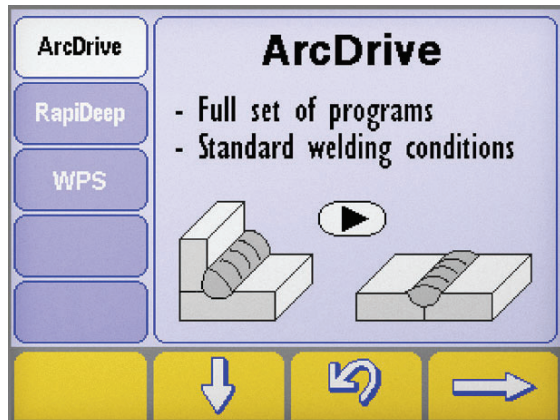 ArcDrive
RapiDeep
WPS
ArcDrive
- Full set of programs
- Standard welding conditions